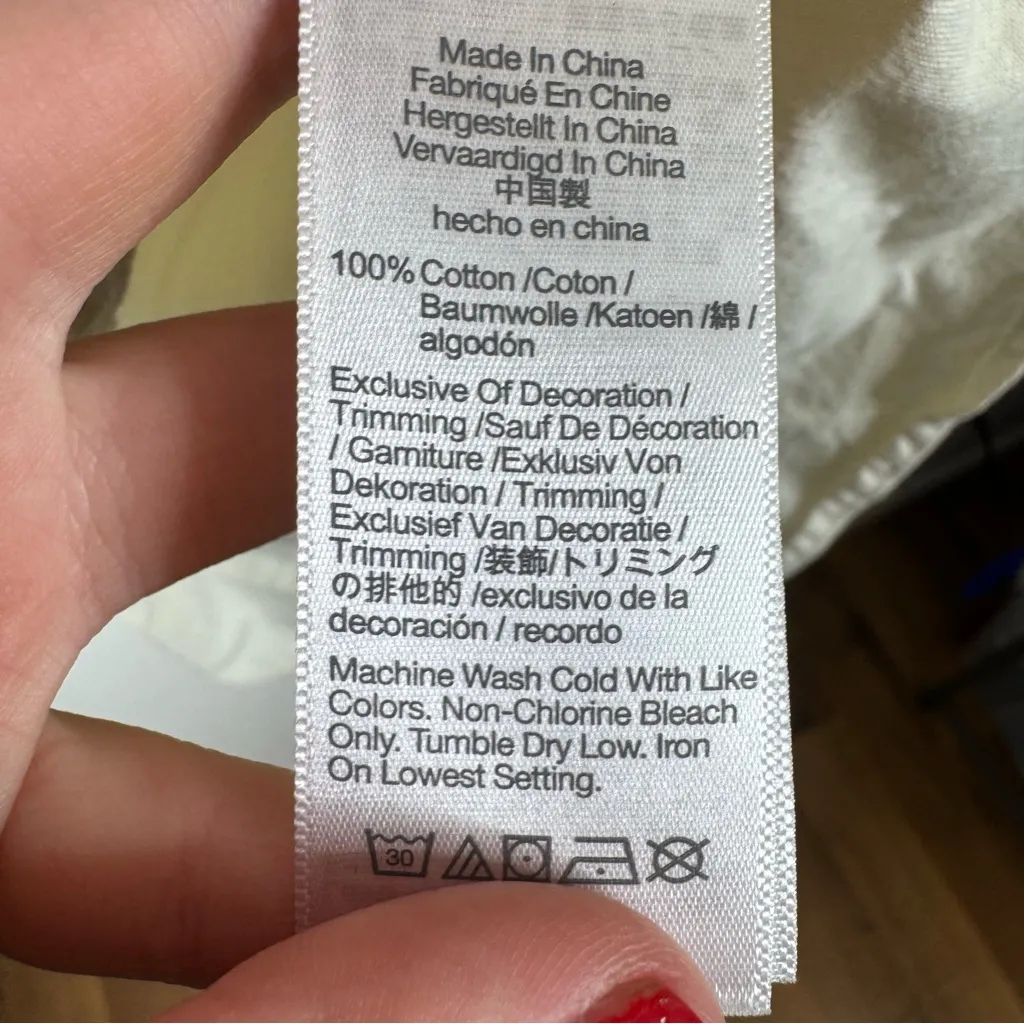 Made In China
Fabriqué En Chine
Hergestellt In China
Vervaardigd In China
中国製
hecho en china
100% Cotton /Coton /
Baumwolle /Katoen /綿 /
algodón
Exclusive Of Decoration /
Trimming /Sauf De Décoration
/ Garniture /Exklusiv Von
Dekoration / Trimming /
Exclusief Van Decoratie /
Trimming /装飾/トリミング
の排他的 /exclusivo de la
decoración / recordo
Machine Wash Cold With Like
Colors. Non-Chlorine Bleach
Only. Tumble Dry Low. Iron
On Lowest Setting.
30